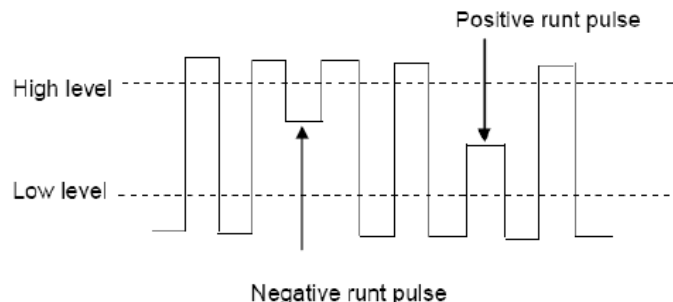 Positive runt pulse
High level
Low level
Negative runt pulse